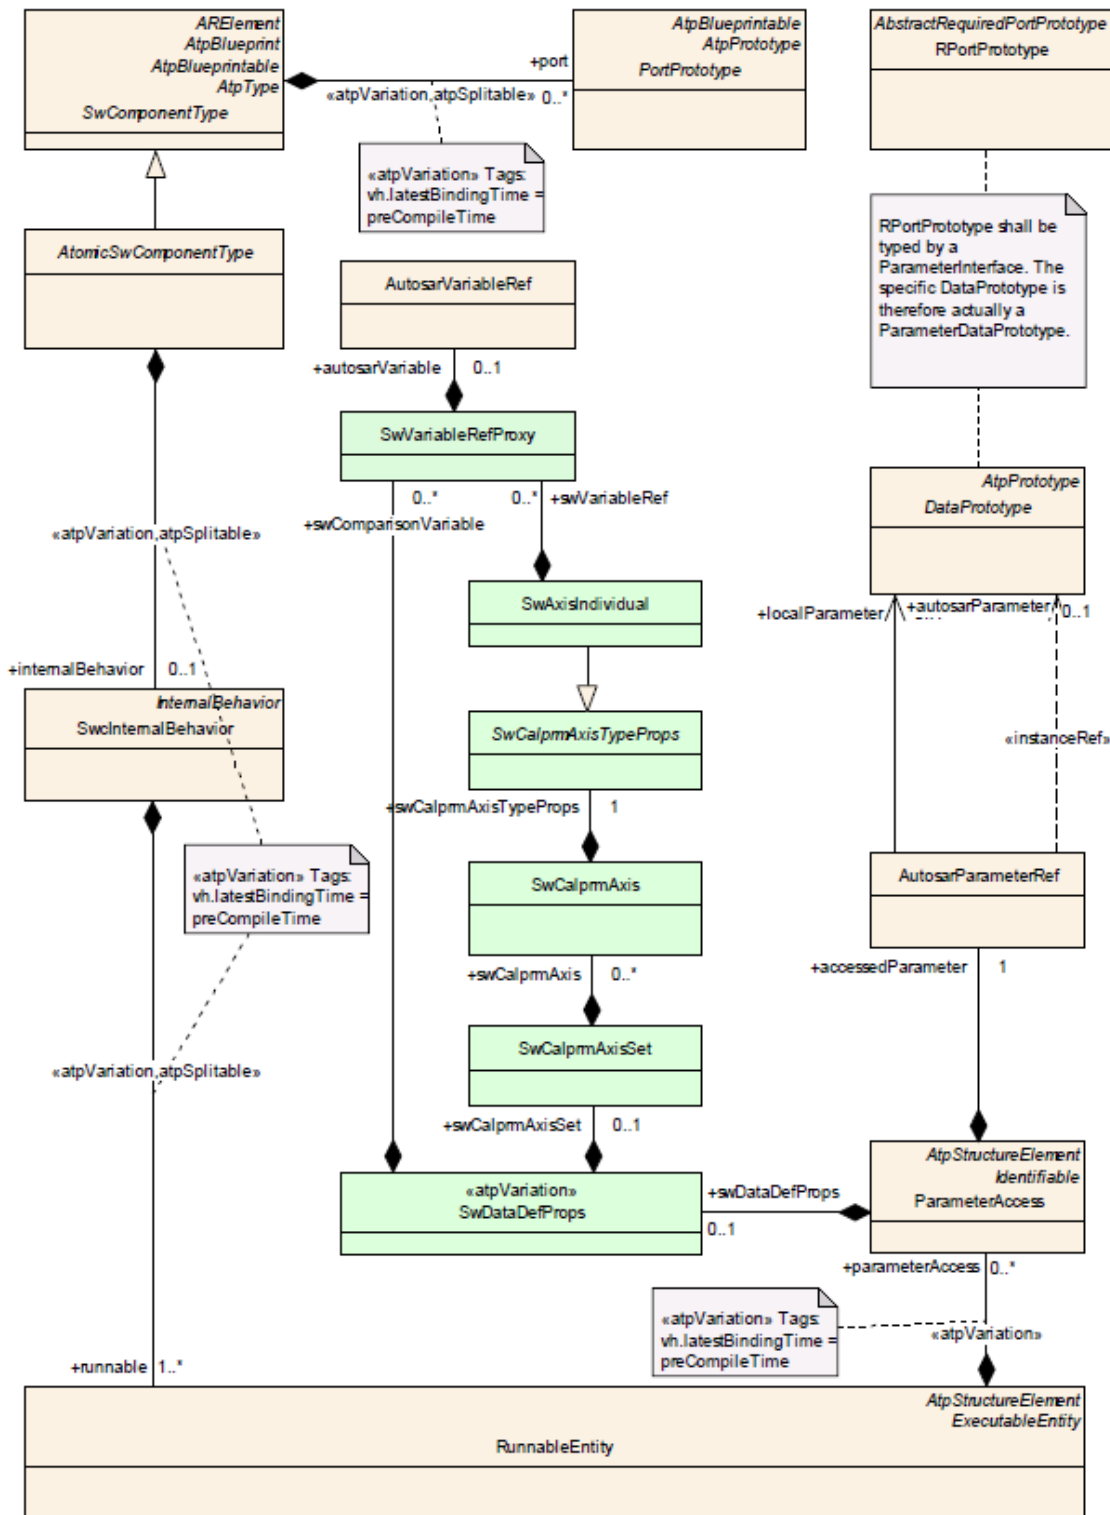 ARElement
AtpBlueprint
AtpBlueprintable
AtpType
SwComponentType
+port
«atpVariation,atpSplitable»
0..*
AtpBlueprintable
AtpPrototype
PortPrototype
AbstractRequiredPortPrototype
RPortPrototype
«atpVariation» Tags:
vh.latestBindingTime =
preCompileTime
RPortPrototype shall be
typed by a
ParameterInterface. The
specific DataPrototype is
therefore actually a
ParameterDataPrototype.
AtomicSwComponentType
AutosarVariableRef
+autosarVariable
0..1
SwVariableRefProxy
0..*
+swComparisonVariable
0..*
+swVariableRef
AtpPrototype
DataPrototype
«atpVariation,atpSplitable»
SwAxisIndividual
+localParameter
+autosarParameter
0..1
+internalBehavior
0..1
InternalBehavior
SwcInternalBehavior
SwCalprmAxisTypeProps
«instanceRef»
+swCalprmAxisTypeProps
1
«atpVariation» Tags:
vh.latestBindingTime =
preCompileTime
SwCalprmAxis
AutosarParameterRef
+swCalprmAxis
0..*
+accessedParameter
1
SwCalprmAxisSet
«atpVariation,atpSplitable»
+swCalprmAxisSet
0..1
«atpVariation»
SwDataDefProps
+swDataDefProps
0..1
AtpStructureElement
Identifiable
ParameterAccess
+parameterAccess
0..*
«atpVariation» Tags:
vh.latestBindingTime =
preCompileTime
«atpVariation»
+runnable
1..*
AtpStructureElement
ExecutableEntity
RunnableEntity